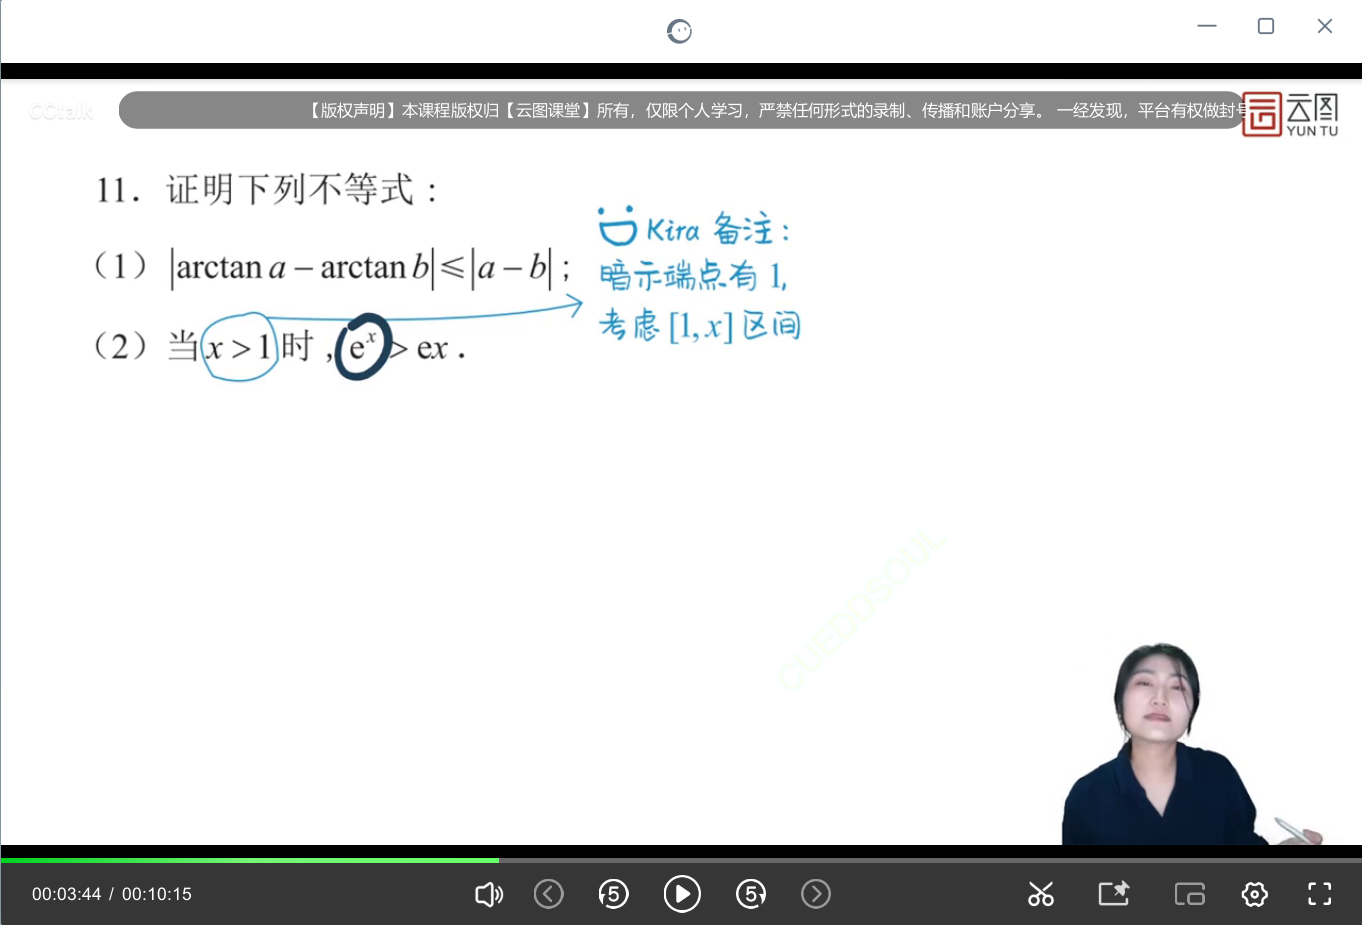 CCtalk
【版权声明】本课程版权归【云图课堂】所有，仅限个人学习，严禁任何形式的录制、传播和账户分享。 一经发现，平台有权做封号
云图
YUN TU
11. 证明下列不等式：
（1）|arctan a − arctan b| ⩽ |a − b|；
（2）当 x > 1 时，e^x > ex．
Kira 备注：
暗示端点有 1,
考虑 [1, x] 区间
CUEDDSOUL
00:03:44 / 00:10:15
5
5